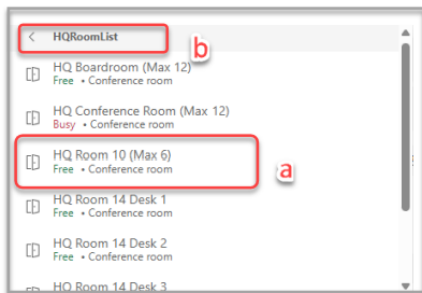 HQRoomList
b
HQ Boardroom (Max 12)
Free • Conference room
HQ Conference Room (Max 12)
Busy • Conference room
HQ Room 10 (Max 6)
Free • Conference room
a
HQ Room 14 Desk 1
Free • Conference room
HQ Room 14 Desk 2
Free • Conference room
HQ Room 14 Desk 3